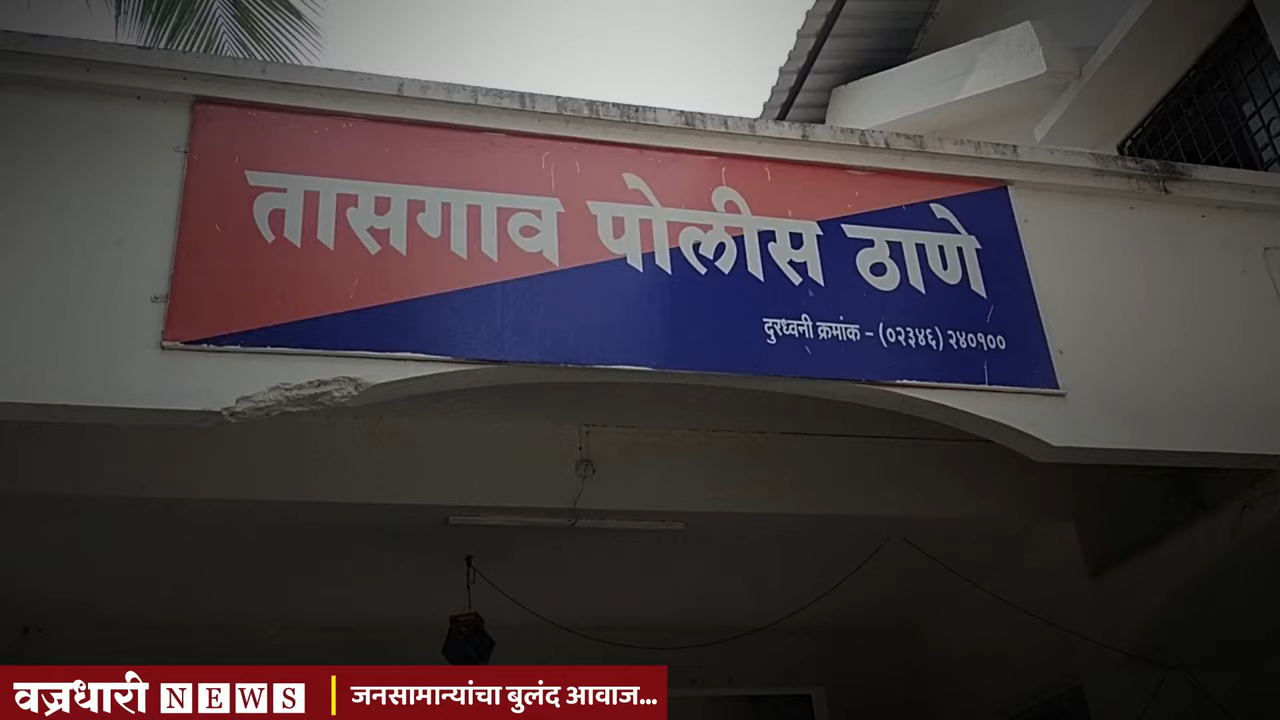 तासगाव पोलीस ठाणे
दुरध्वनी क्रमांक – (०२३४६) २४०१००
वज्रधारी NEWS | जनसामान्यांचा बुलंद आवाज...